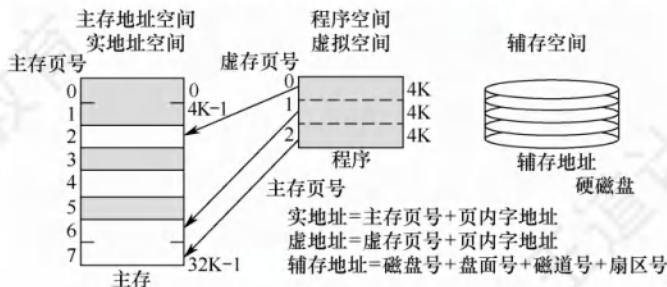 主存地址空间
实地址空间
主存页号
0
1
2
3
4
5
6
7
0
4K-1
32K-1
主存
程序空间
虚拟空间
虚存页号
0
1
2
4K
4K
4K
程序
主存页号
辅存空间
辅存地址
硬磁盘
实地址=主存页号+页内字地址
虚地址=虚存页号+页内字地址
辅存地址=磁盘号+盘面号+磁道号+扇区号